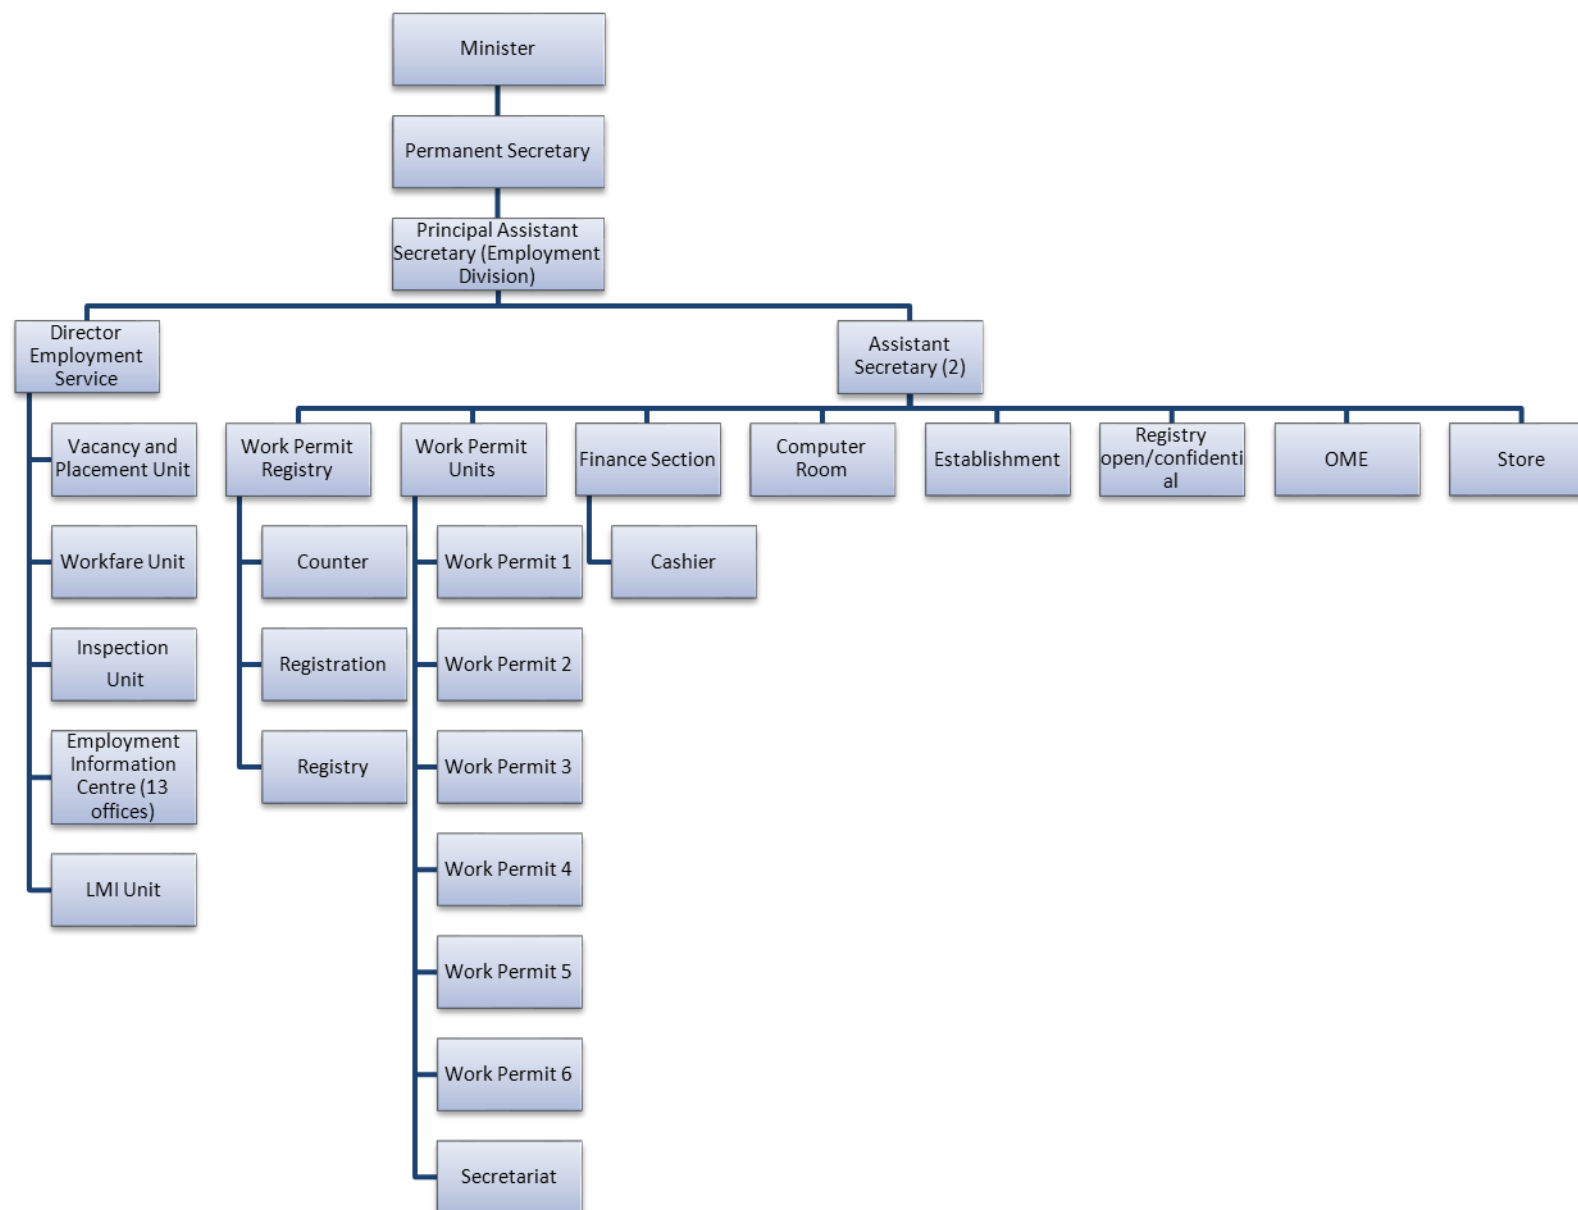 Minister
Permanent Secretary
Principal Assistant
Secretary (Employment
Division)
Director
Employment
Service
Assistant
Secretary (2)
Vacancy and
Placement Unit
Workfare Unit
Inspection
Unit
Employment
Information
Centre (13
offices)
LMI Unit
Work Permit
Registry
Counter
Registration
Registry
Work Permit
Units
Work Permit 1
Work Permit 2
Work Permit 3
Work Permit 4
Work Permit 5
Work Permit 6
Secretariat
Finance Section
Cashier
Computer
Room
Establishment
Registry
open/confidenti
al
OME
Store